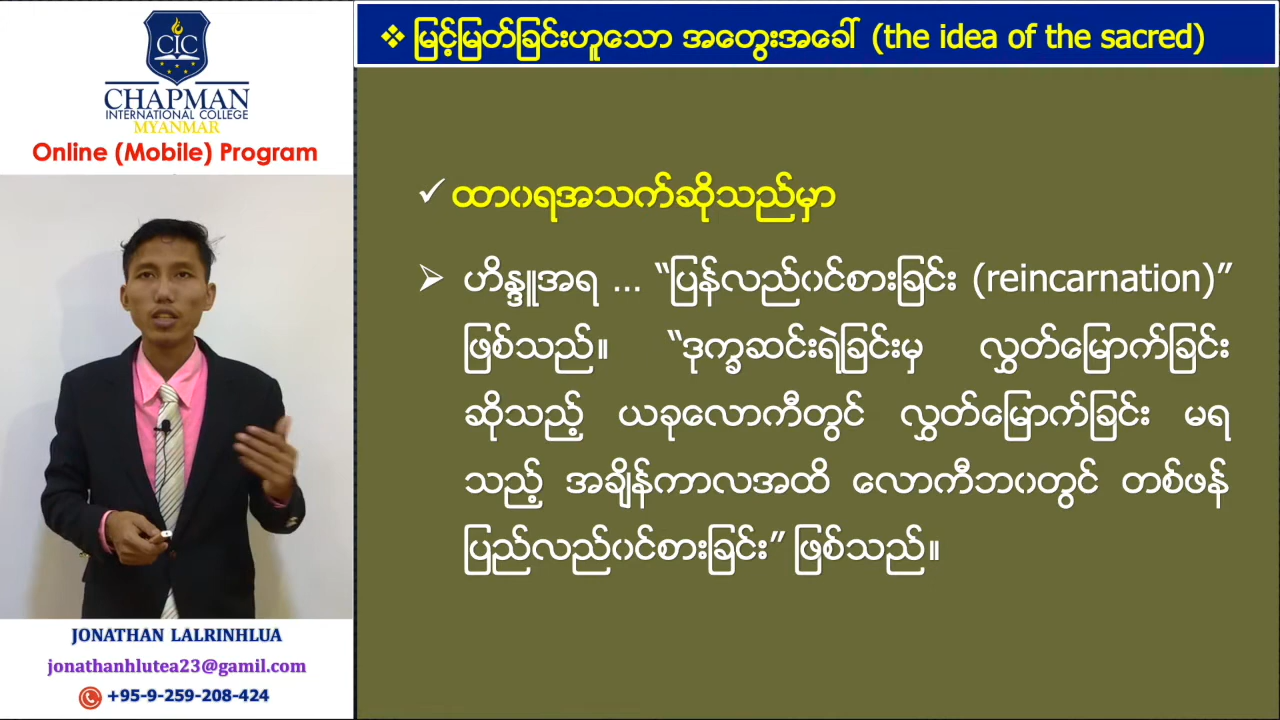 CIC
CHAPMAN
INTERNATIONAL COLLEGE
MYANMAR
Online (Mobile) Program
JONATHAN LALRINHLUA
jonathanhlutea23@gamil.com
+95-9-259-208-424
❖ မြင့်မြတ်ခြင်းဟူသော အတွေးအခေါ် (the idea of the sacred)
✓ ထာဝရအသက်ဆိုသည်မှာ
➢ ဟိန္ဒူအရ ... “ပြန်လည်ဝင်စားခြင်း (reincarnation)”
ဖြစ်သည်။ “ဒုက္ခဆင်းရဲခြင်းမှ လွှတ်မြောက်ခြင်း
ဆိုသည့် ယခုလောကီတွင် လွှတ်မြောက်ခြင်း မရ
သည့် အချိန်ကာလအထိ လောကီဘဝတွင် တစ်ဖန်
ပြည်လည်ဝင်စားခြင်း” ဖြစ်သည်။